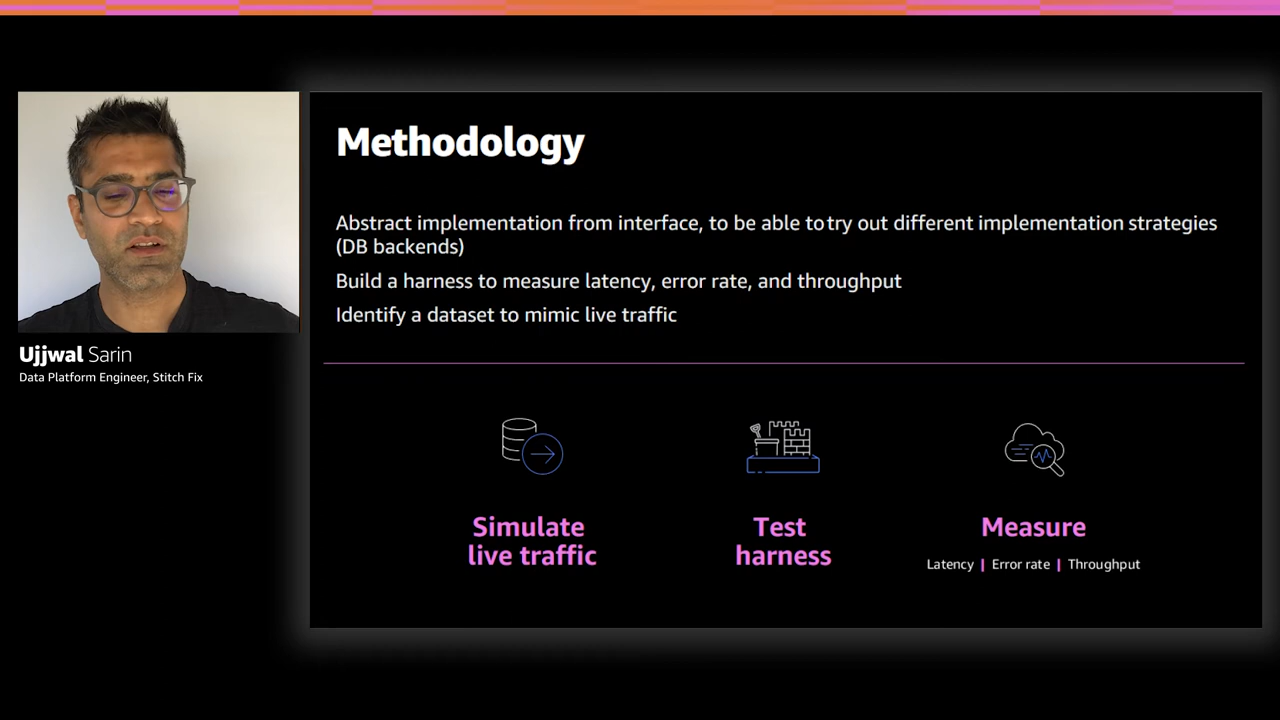 Methodology
Abstract implementation from interface, to be able to try out different implementation strategies
(DB backends)
Build a harness to measure latency, error rate, and throughput
Identify a dataset to mimic live traffic
Ujjwal Sarin
Data Platform Engineer, Stitch Fix
Simulate
live traffic
Test
harness
Measure
Latency | Error rate | Throughput